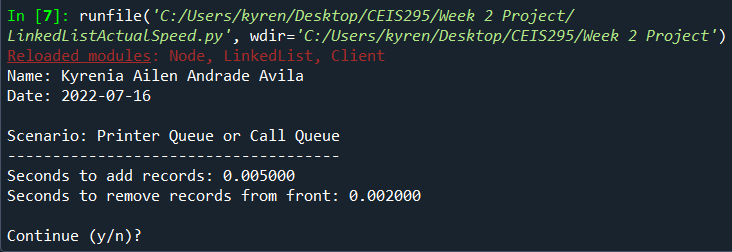 In [7]: runfile('C:/Users/kyren/Desktop/CEIS295/Week 2 Project/
LinkedListActualSpeed.py', wdir='C:/Users/kyren/Desktop/CEIS295/Week 2 Project')
Reloaded modules: Node, LinkedList, Client
Name: Kyrenia Ailen Andrade Avila
Date: 2022-07-16
Scenario: Printer Queue or Call Queue
-------------------------------------
Seconds to add records: 0.005000
Seconds to remove records from front: 0.002000
Continue (y/n)?